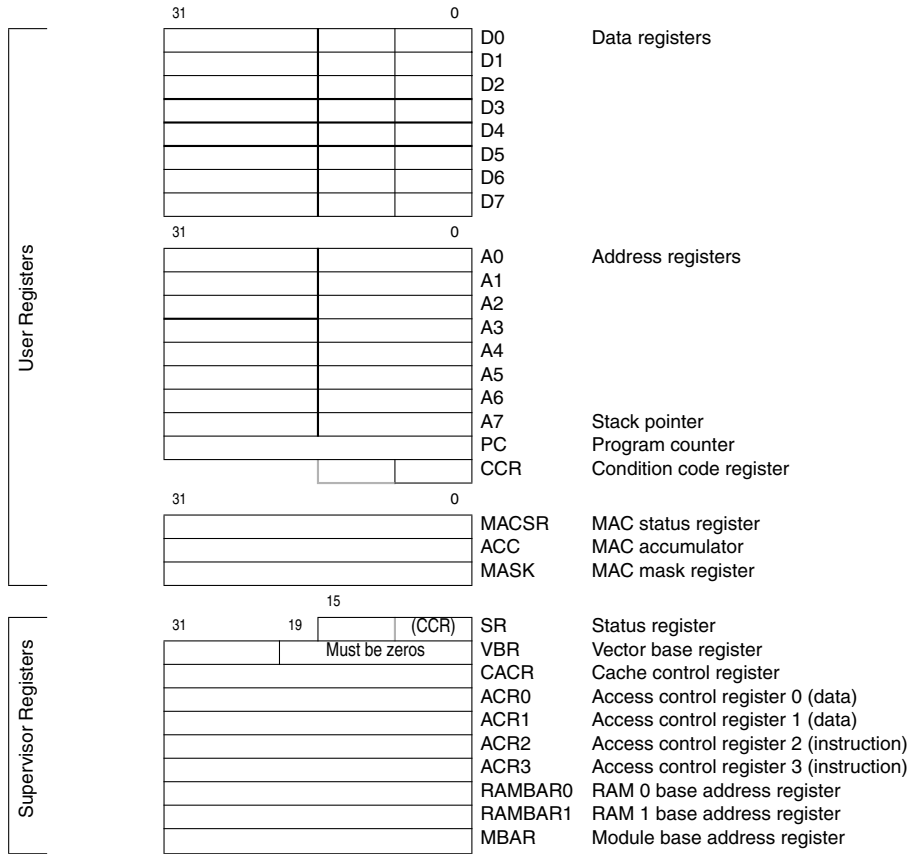 31 0
D0 Data registers
D1
D2
D3
D4
D5
D6
D7
31 0
A0 Address registers
A1
A2
A3
A4
A5
A6
A7 Stack pointer
PC Program counter
CCR Condition code register
User Registers
31 0
MACSR MAC status register
ACC MAC accumulator
MASK MAC mask register
15
31 19 (CCR) SR Status register
Must be zeros VBR Vector base register
CACR Cache control register
ACR0 Access control register 0 (data)
ACR1 Access control register 1 (data)
ACR2 Access control register 2 (instruction)
ACR3 Access control register 3 (instruction)
RAMBAR0 RAM 0 base address register
RAMBAR1 RAM 1 base address register
MBAR Module base address register
Supervisor Registers